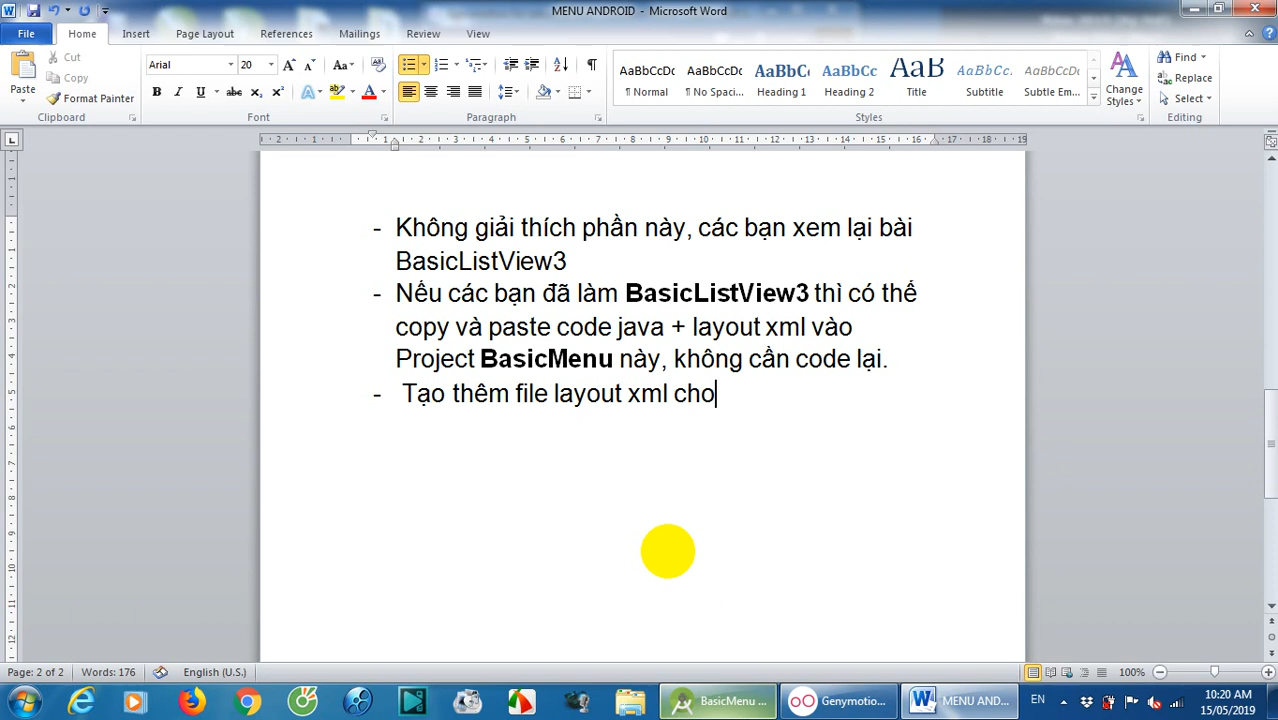 MENU ANDROID - Microsoft Word
File Home Insert Page Layout References Mailings Review View
Paste
Cut
Copy
Format Painter
Clipboard
Arial 20
Font
Paragraph
AaBbCcDc AaBbCcDc AaBbCc AaBbCc AaB AaBbCcDc AaBbCcDc
¶ Normal ¶ No Spaci... Heading 1 Heading 2 Title Subtitle Subtle Em...
Change Styles
Styles
Find
Replace
Select
Editing
- Không giải thích phần này, các bạn xem lại bài
BasicListView3
- Nếu các bạn đã làm BasicListView3 thì có thể
copy và paste code java + layout xml vào
Project BasicMenu này, không cần code lại.
- Tạo thêm file layout xml cho
Page: 2 of 2 Words: 176 English (U.S.) 100%
BasicMenu ... Genymotio... MENU AND... EN 10:20 AM
15/05/2019